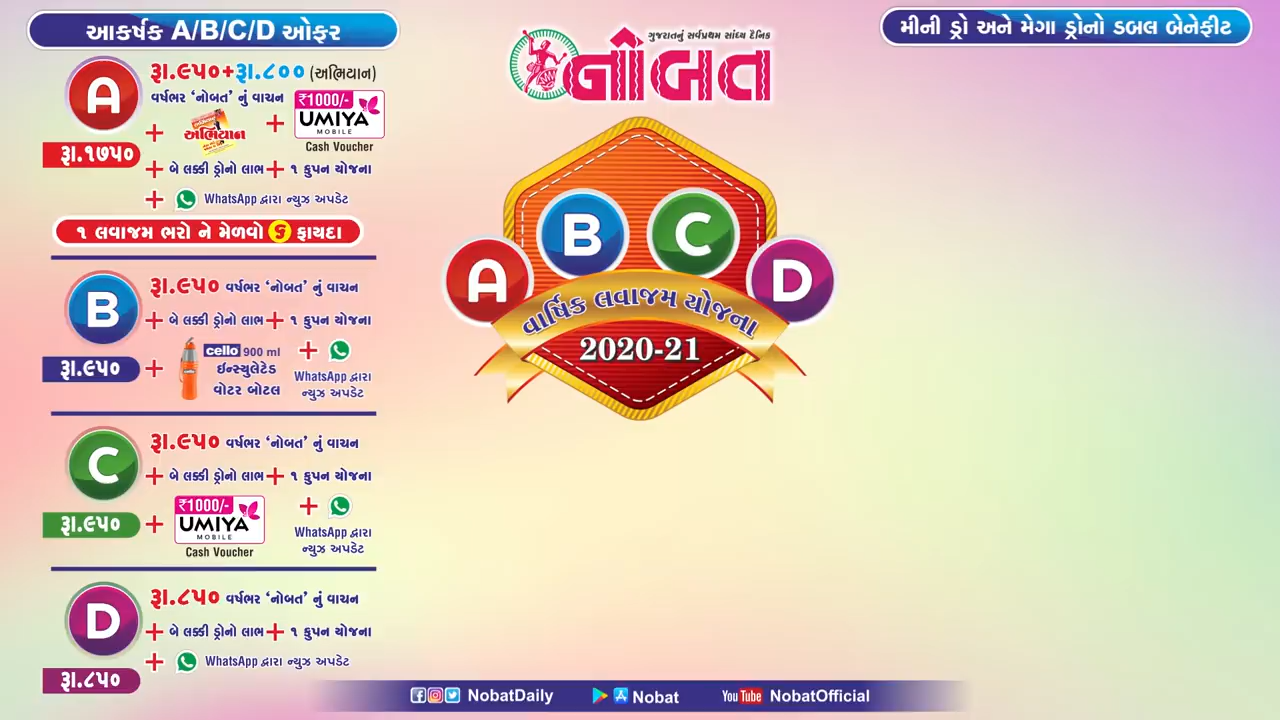 આકર્ષક A/B/C/D ઓફર
A
રૂા.૯૫૦+રૂા.૮૦૦ (અભિયાન)
વર્ષભર ‘નોબત’ નું વાચન
+ અભિયાન + ₹1000/- UMIYA MOBILE
Cash Voucher
રૂા.૧૭૫૦
+ બે લક્કી ડ્રોનો લાભ + ૧ કુપન યોજના
+ WhatsApp દ્વારા ન્યુઝ અપડેટ
૧ લવાજમ ભરો ને મેળવો ૬ ફાયદા
B
રૂા.૯૫૦ વર્ષભર ‘નોબત’ નું વાચન
+ બે લક્કી ડ્રોનો લાભ + ૧ કુપન યોજના
રૂા.૯૫૦
+ cello 900 ml
ઈન્સ્યુલેટેડ
વોટર બોટલ
+ WhatsApp દ્વારા
ન્યુઝ અપડેટ
C
રૂા.૯૫૦ વર્ષભર ‘નોબત’ નું વાચન
+ બે લક્કી ડ્રોનો લાભ + ૧ કુપન યોજના
રૂા.૯૫૦
+ ₹1000/- UMIYA MOBILE
Cash Voucher
+ WhatsApp દ્વારા
ન્યુઝ અપડેટ
D
રૂા.૮૫૦ વર્ષભર ‘નોબત’ નું વાચન
+ બે લક્કી ડ્રોનો લાભ + ૧ કુપન યોજના
+ WhatsApp દ્વારા ન્યુઝ અપડેટ
રૂા.૮૫૦
ગુજરાતનું સર્વપ્રથમ સાંધ્ય દૈનિક
નોબત
A B C D
વાર્ષિક લવાજમ યોજના
2020-21
મીની ડ્રો અને મેગા ડ્રોનો ડબલ બેનેફીટ
NobatDaily Nobat YouTube NobatOfficial